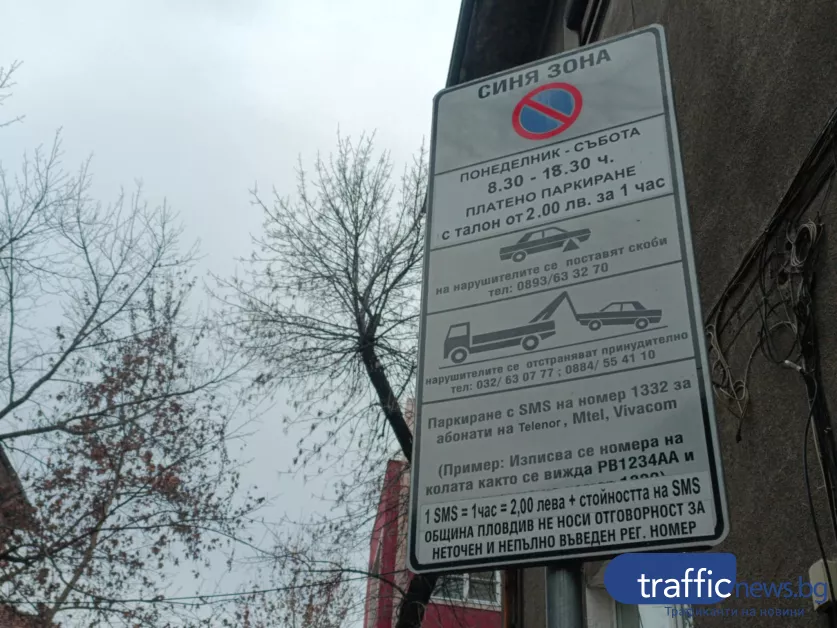 СИНЯ ЗОНА
ПОНЕДЕЛНИК - СЪБОТА
8.30 - 18.30 ч.
ПЛАТЕНО ПАРКИРАНЕ
С ТАЛОН ОТ 2.00 ЛВ. ЗА 1 ЧАС
на нарушителите се поставят скоби
тел: 0893/63 32 70
нарушителите се отстраняват принудително
тел: 032/ 63 07 77 ; 0884/ 55 41 10
Паркиране с SMS на номер 1332 за
абонати на Telenor , Mtel, Vivacom
(Пример: Изписва се номера на
колата както се вижда РВ1234АА и
1 SMS = 1час = 2,00 лева + стойността на SMS
ОБЩИНА ПЛОВДИВ НЕ НОСИ ОТГОВОРНОСТ ЗА
НЕТОЧЕН И НЕПЪЛНО ВЪВЕДЕН РЕГ. НОМЕР
trafficnews.bg
Трафиканти на новини